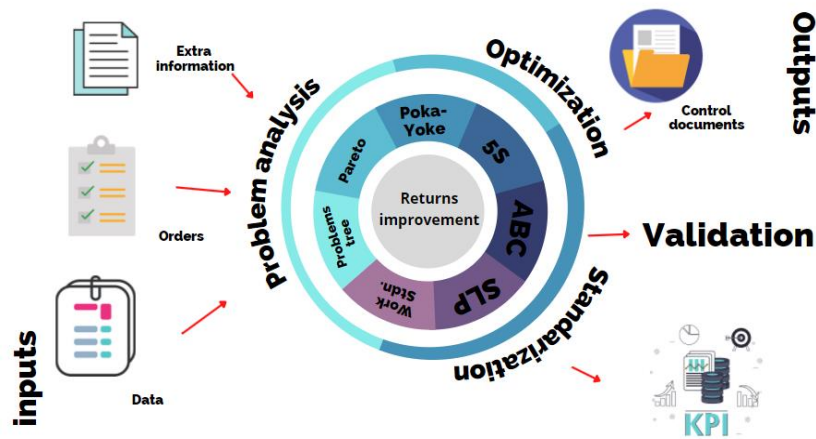 Extra
information
Orders
Data
inputs
Problem analysis
Optimization
Standarization
Pareto
Poka-
Yoke
5S
ABC
SLP
Work
Stdn.
Problems
tree
Returns
improvement
Control
documents
Outputs
Validation
KPI